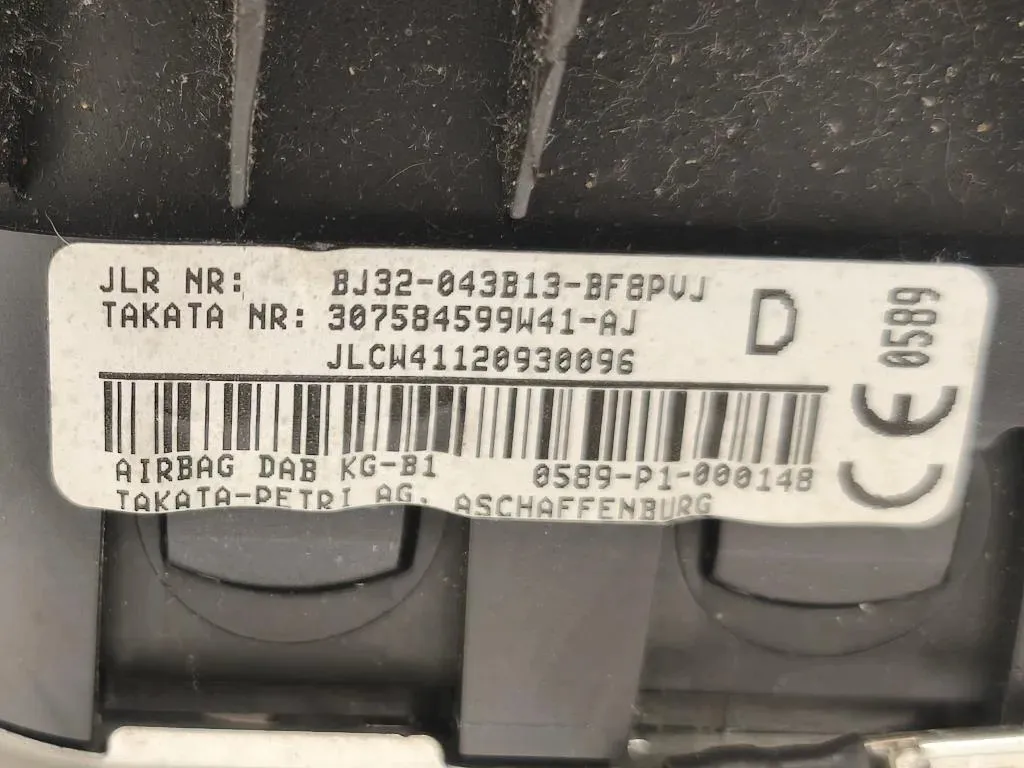 JLR NR: BJ32-043B13-BF8PVJ
TAKATA NR: 307584599W41-AJ
JLCW41120930096
D
CE 0589
AIRBAG DAB KG-B1 0589-P1-000148
TAKATA-PETRI AG, ASCHAFFENBURG